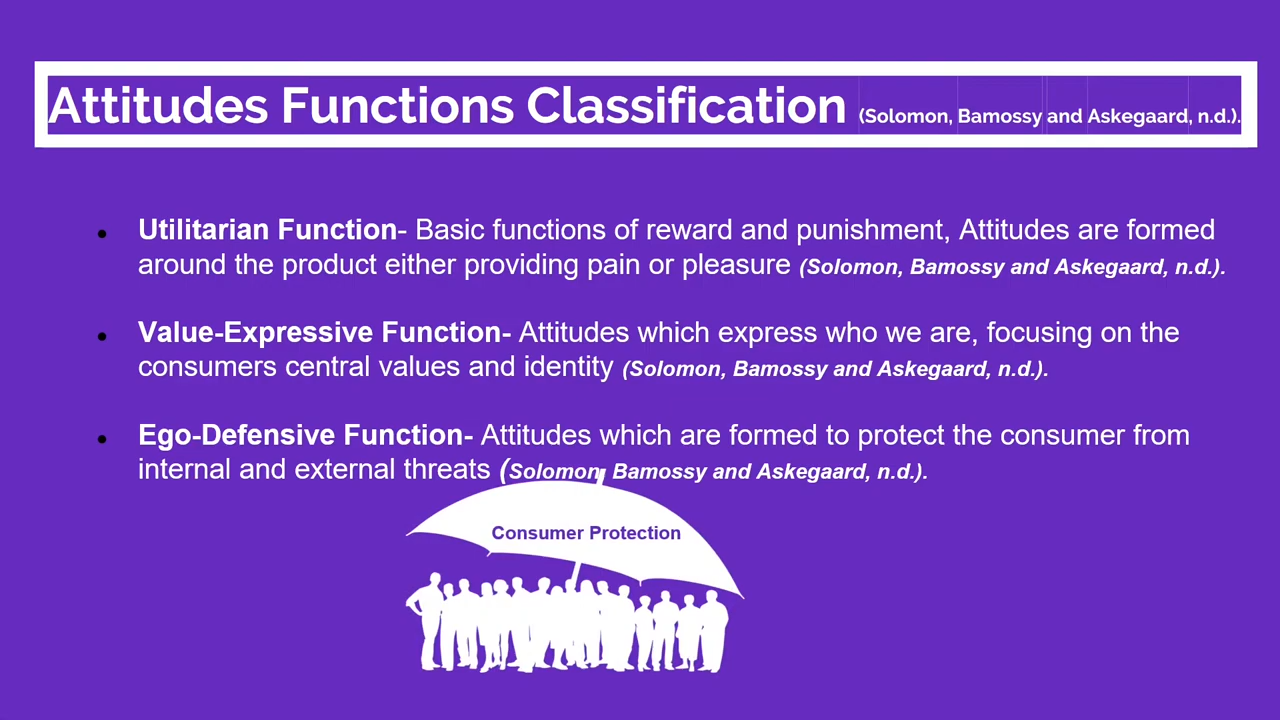 Attitudes Functions Classification (Solomon, Bamossy and Askegaard, n.d.).
• Utilitarian Function- Basic functions of reward and punishment, Attitudes are formed
around the product either providing pain or pleasure (Solomon, Bamossy and Askegaard, n.d.).
• Value-Expressive Function- Attitudes which express who we are, focusing on the
consumers central values and identity (Solomon, Bamossy and Askegaard, n.d.).
• Ego-Defensive Function- Attitudes which are formed to protect the consumer from
internal and external threats (Solomon, Bamossy and Askegaard, n.d.).
Consumer Protection